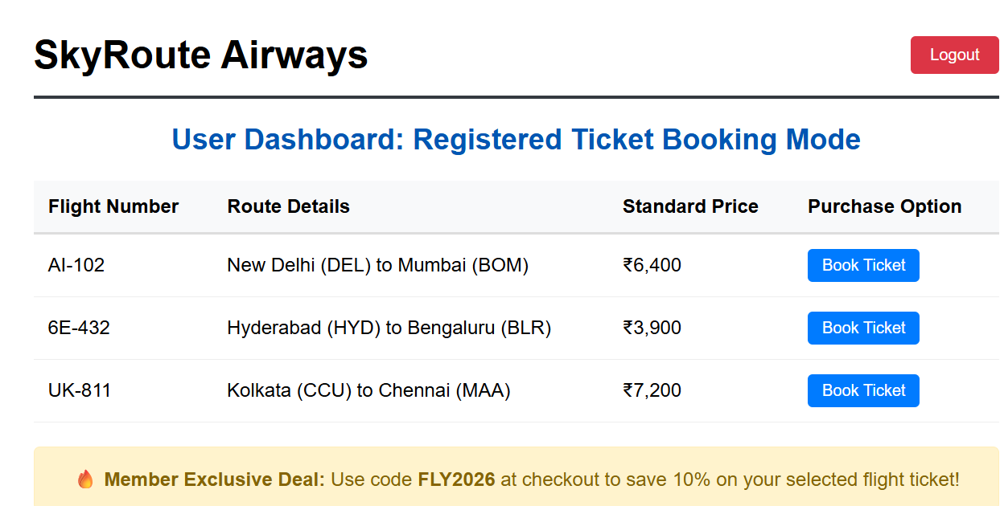 SkyRoute Airways
Logout
User Dashboard: Registered Ticket Booking Mode
Flight Number Route Details Standard Price Purchase Option
AI-102 New Delhi (DEL) to Mumbai (BOM) ₹6,400 Book Ticket
6E-432 Hyderabad (HYD) to Bengaluru (BLR) ₹3,900 Book Ticket
UK-811 Kolkata (CCU) to Chennai (MAA) ₹7,200 Book Ticket
🔥 Member Exclusive Deal: Use code FLY2026 at checkout to save 10% on your selected flight ticket!